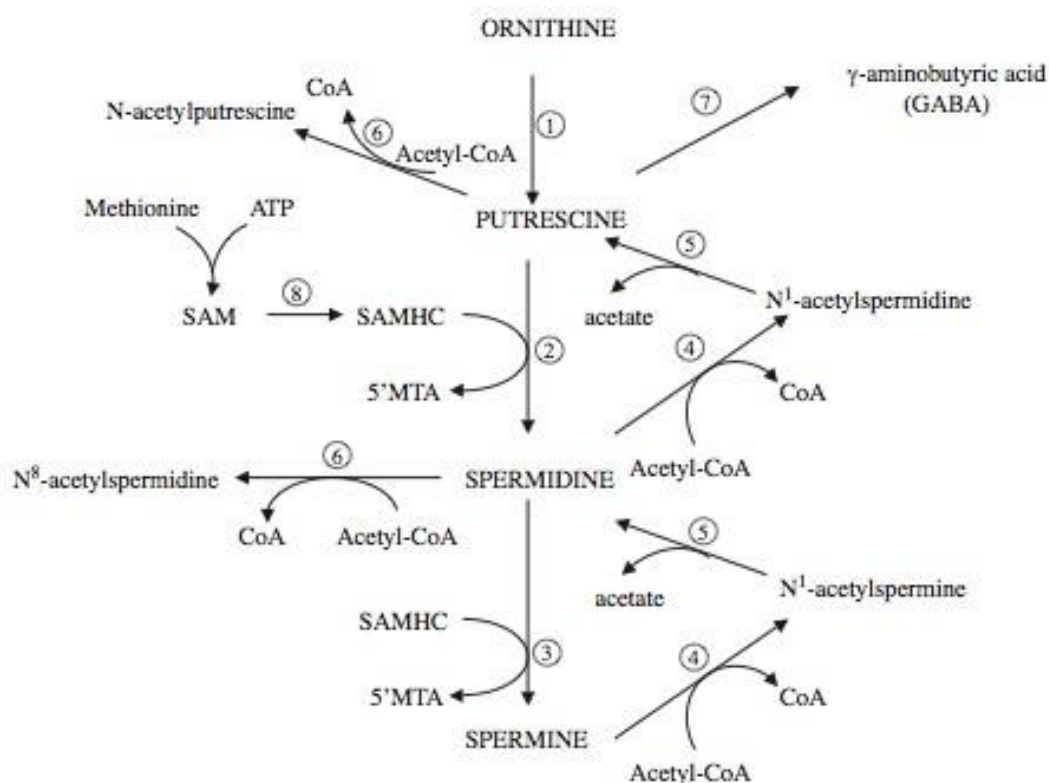 ORNITHINE
CoA
γ-aminobutyric acid
(GABA)
N-acetylputrescine
⑥
⑦
①
Acetyl-CoA
Methionine
ATP
PUTRESCINE
⑤
SAM
⑧
SAMHC
acetate
N¹-acetylspermidine
②
④
5’MTA
CoA
⑥
Acetyl-CoA
N⁸-acetylspermidine
SPERMIDINE
CoA
Acetyl-CoA
⑤
acetate
N¹-acetylspermine
SAMHC
③
④
5’MTA
CoA
SPERMINE
Acetyl-CoA